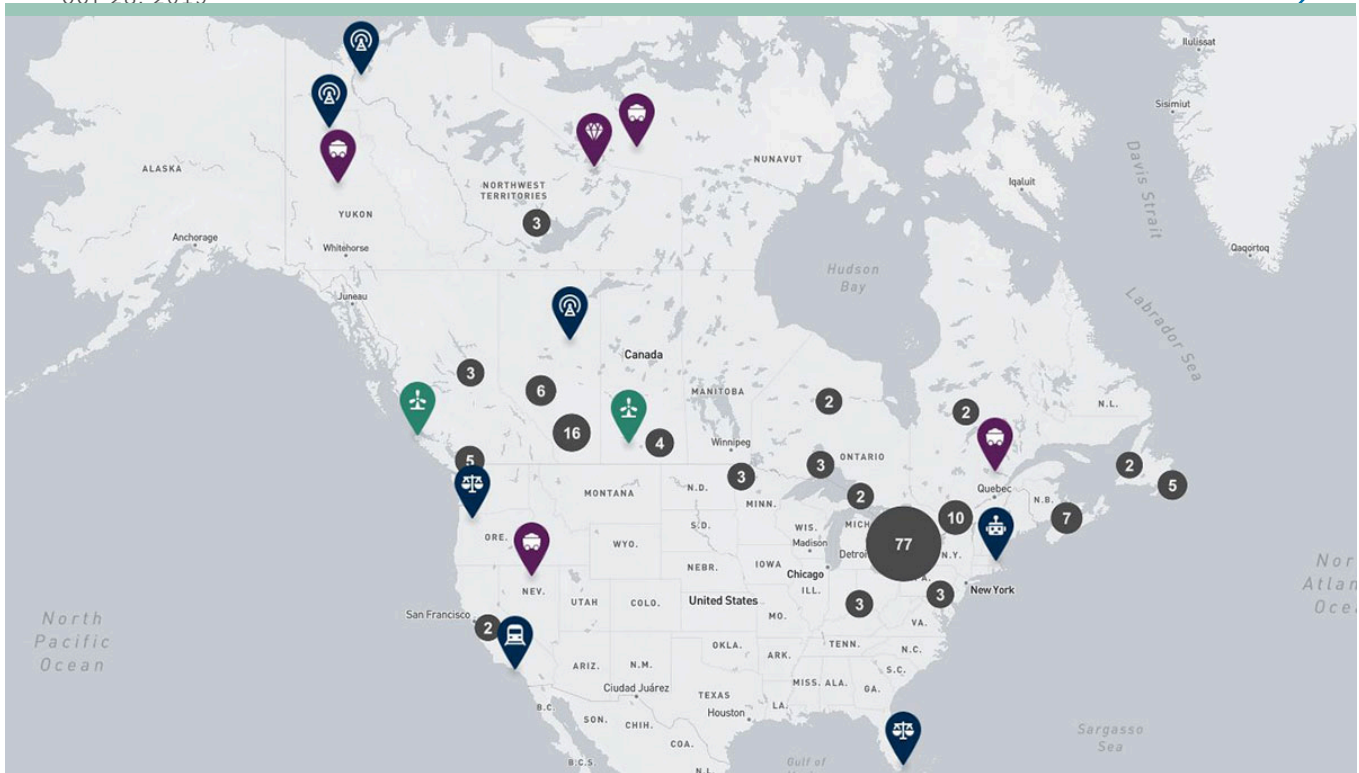 Ilulissat
Sisimiut
NUNAVUT
ALASKA
Davis Strait
NORTHWEST
TERRITORIES
Iqaluit
YUKON
3
Anchorage
Whitehorse
Qaqortoq
Hudson
Bay
Juneau
Labrador Sea
Canada
3
6
MANITOBA
2
2
N.L.
16
4
Winnipeg
ONTARIO
5
3
3
2
5
MONTANA
N.D.
MINN.
2
Quebec
N.B.
10
7
ORE.
S.D.
WIS.
MICH
Madison
Detroi
77
N.Y.
WYO.
NEBR.
IOWA
Chicago
NEV.
UTAH
COLO.
United States
ILL.
3
3
New York
North
Pacific
Ocean
San Francisco
2
MO.
VA.
OKLA.
TENN.
N.C.
ARIZ.
N.M.
ARK.
S.C.
Ciudad Juárez
TEXAS
MISS.
ALA.
GA.
B.C.
SON.
CHIH.
Houston
LA.
COA.
Sargasso
Sea
B.C.S.
N.L.
Gulf of